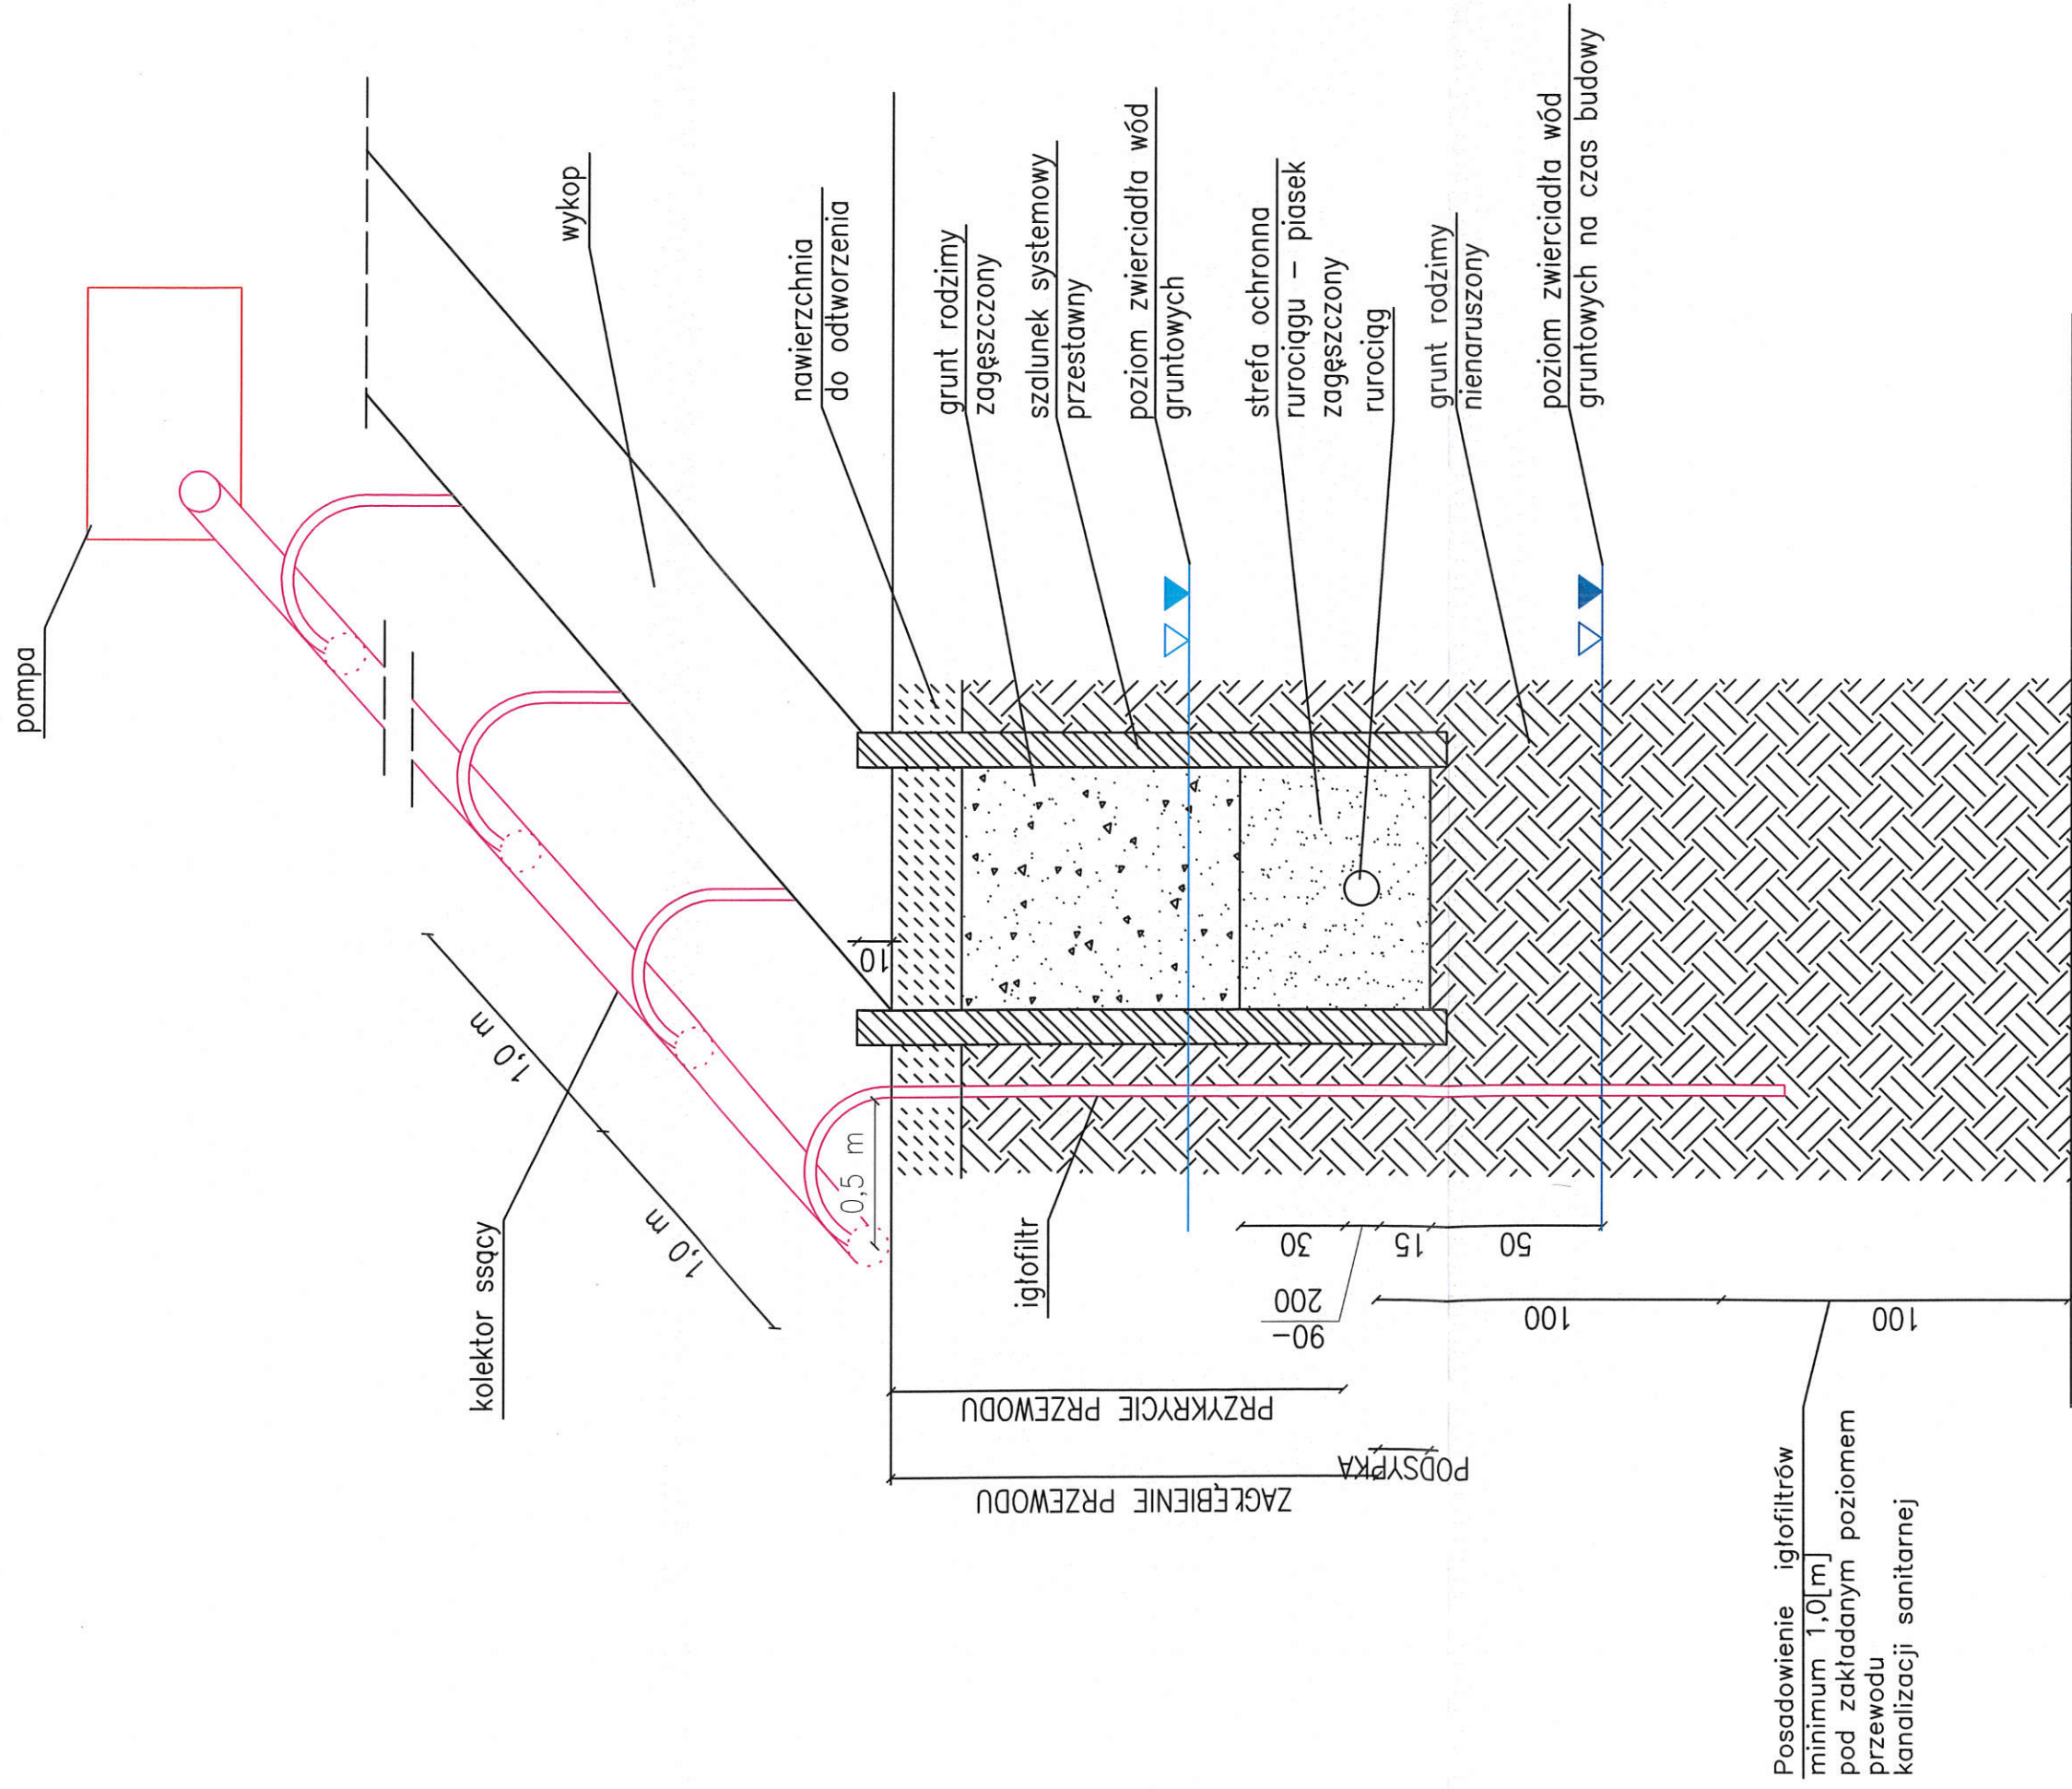 pompa
wykop
nawierzchnia
do odtworzenia
grunt rodzimy
zagęszczony
szalunek systemowy
przestawny
poziom zwierciadła wód
gruntowych
strefa ochronna
rurociągu – piasek
zagęszczony
rurociąg
grunt rodzimy
nienaruszony
poziom zwierciadła wód
gruntowych na czas budowy
kolektor ssący
1,0 m
1,0 m
0,5 m
10
igłofiltr
30
15
50
90–
200
100
100
PRZYKRYCIE PRZEWODU
PODSYPKA
ZAGŁĘBIENIE PRZEWODU
Posadowienie igłofiltrów
minimum 1,0[m]
pod zakładanym poziomem
przewodu
kanalizacji sanitarnej